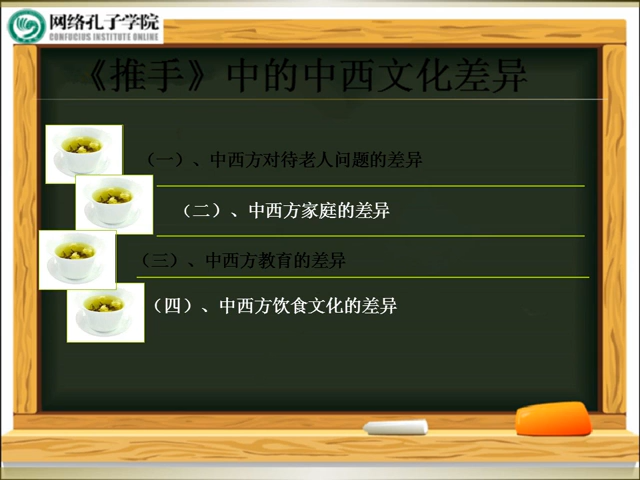 网络孔子学院
CONFUCIUS INSTITUTE ONLINE
《推手》中的中西文化差异
（一）、中西方对待老人问题的差异
（二）、中西方家庭的差异
（三）、中西方教育的差异
（四）、中西方饮食文化的差异